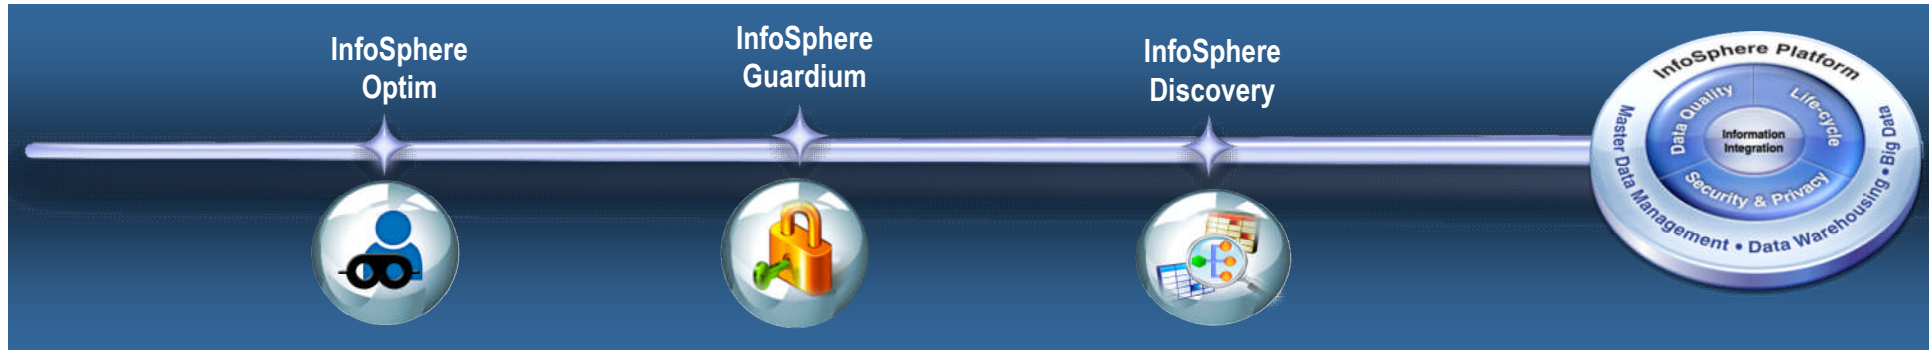 InfoSphere
Optim
InfoSphere
Guardium
InfoSphere
Discovery
InfoSphere Platform
Data Quality
Life-cycle
Information
Integration
Security & Privacy
Master Data Management • Data Warehousing • Big Data